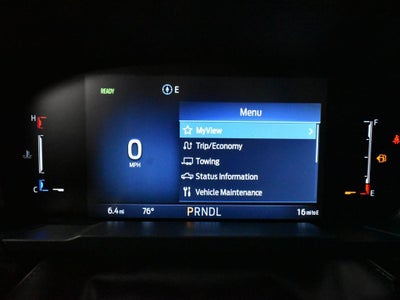 READY
E
Menu
H
F
MyView
Trip/Economy
0
MPH
Towing
Status Information
C
E
Vehicle Maintenance
6.4 mi 76° PRNDL 16 mi to E